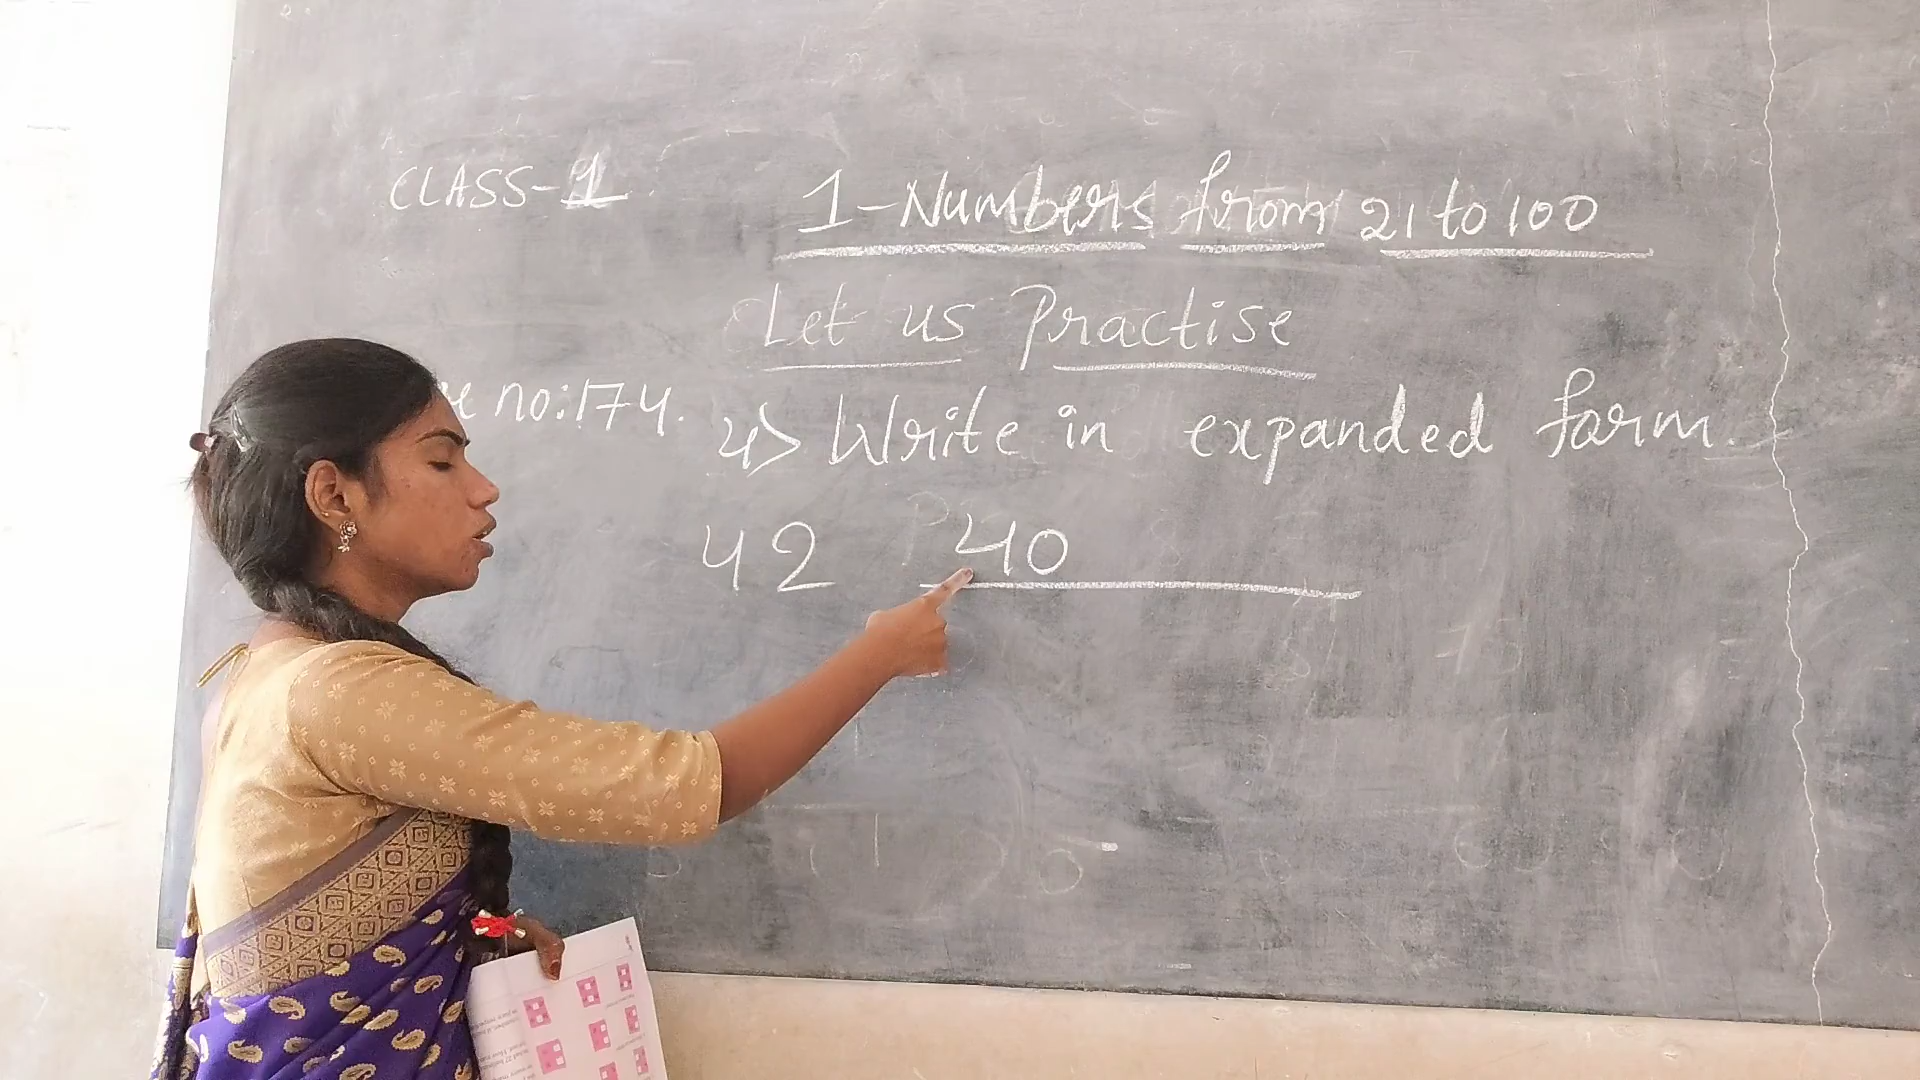 CLASS-1
1-Numbers from 21 to 100
Let us Practise
no:174.
4> Write in expanded form.
42 40